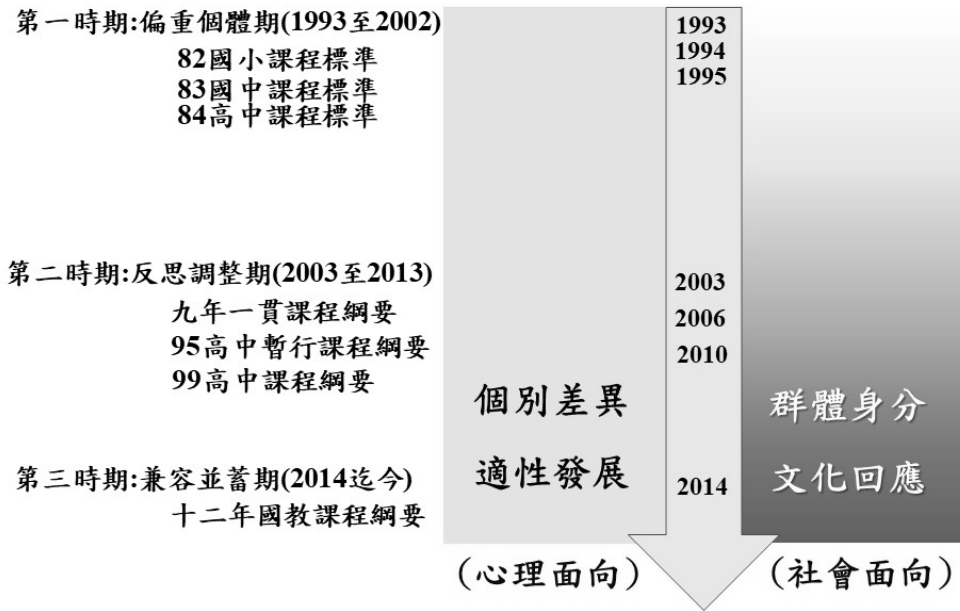 第一時期:偏重個體期(1993至2002)
82國小課程標準
83國中課程標準
84高中課程標準
1993
1994
1995
第二時期:反思調整期(2003至2013)
九年一貫課程綱要
95高中暫行課程綱要
99高中課程綱要
2003
2006
2010
個別差異
適性發展
群體身分
文化回應
第三時期:兼容並蓄期(2014迄今)
十二年國教課程綱要
2014
(心理面向)
(社會面向)